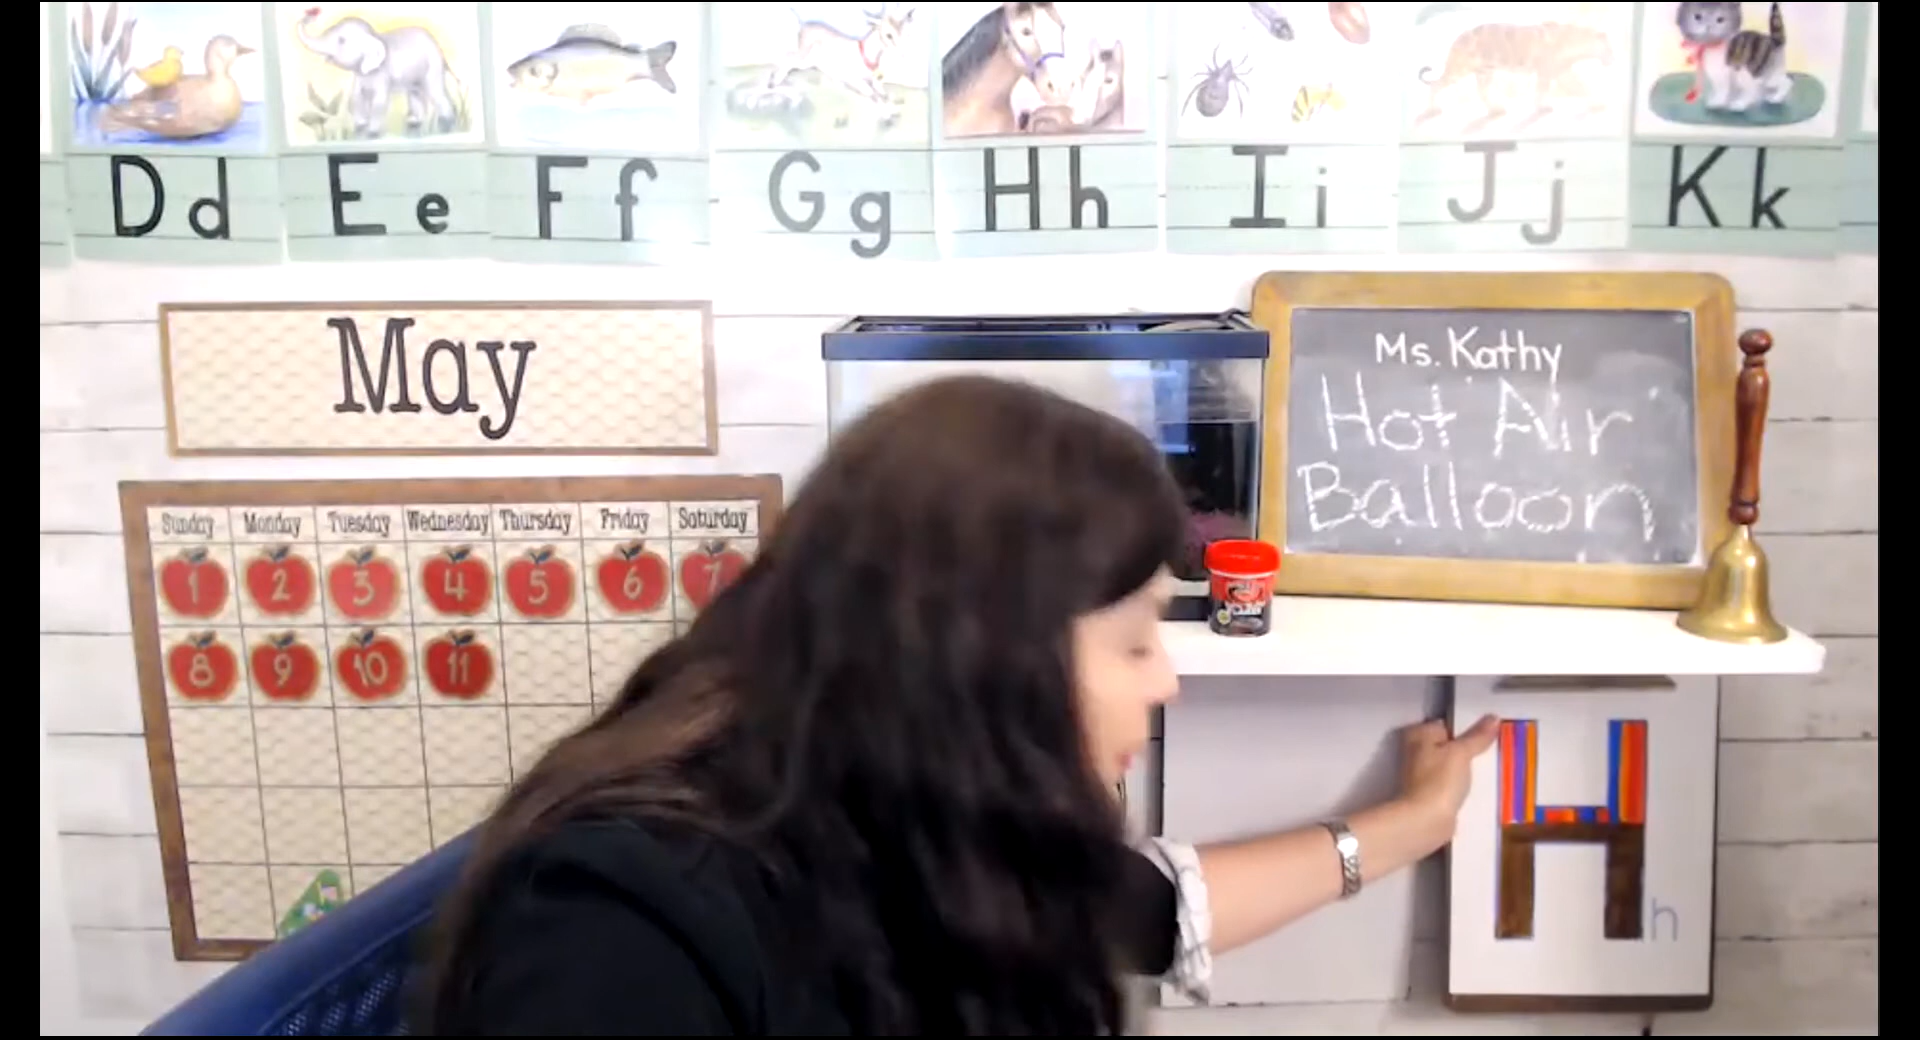 Dd Ee Ff Gg Hh Ii Jj Kk
May
Ms. Kathy
Hot Air
Balloon
Sunday Monday Tuesday Wednesday Thursday Friday Saturday
1 2 3 4 5 6 7
8 9 10 11
H h